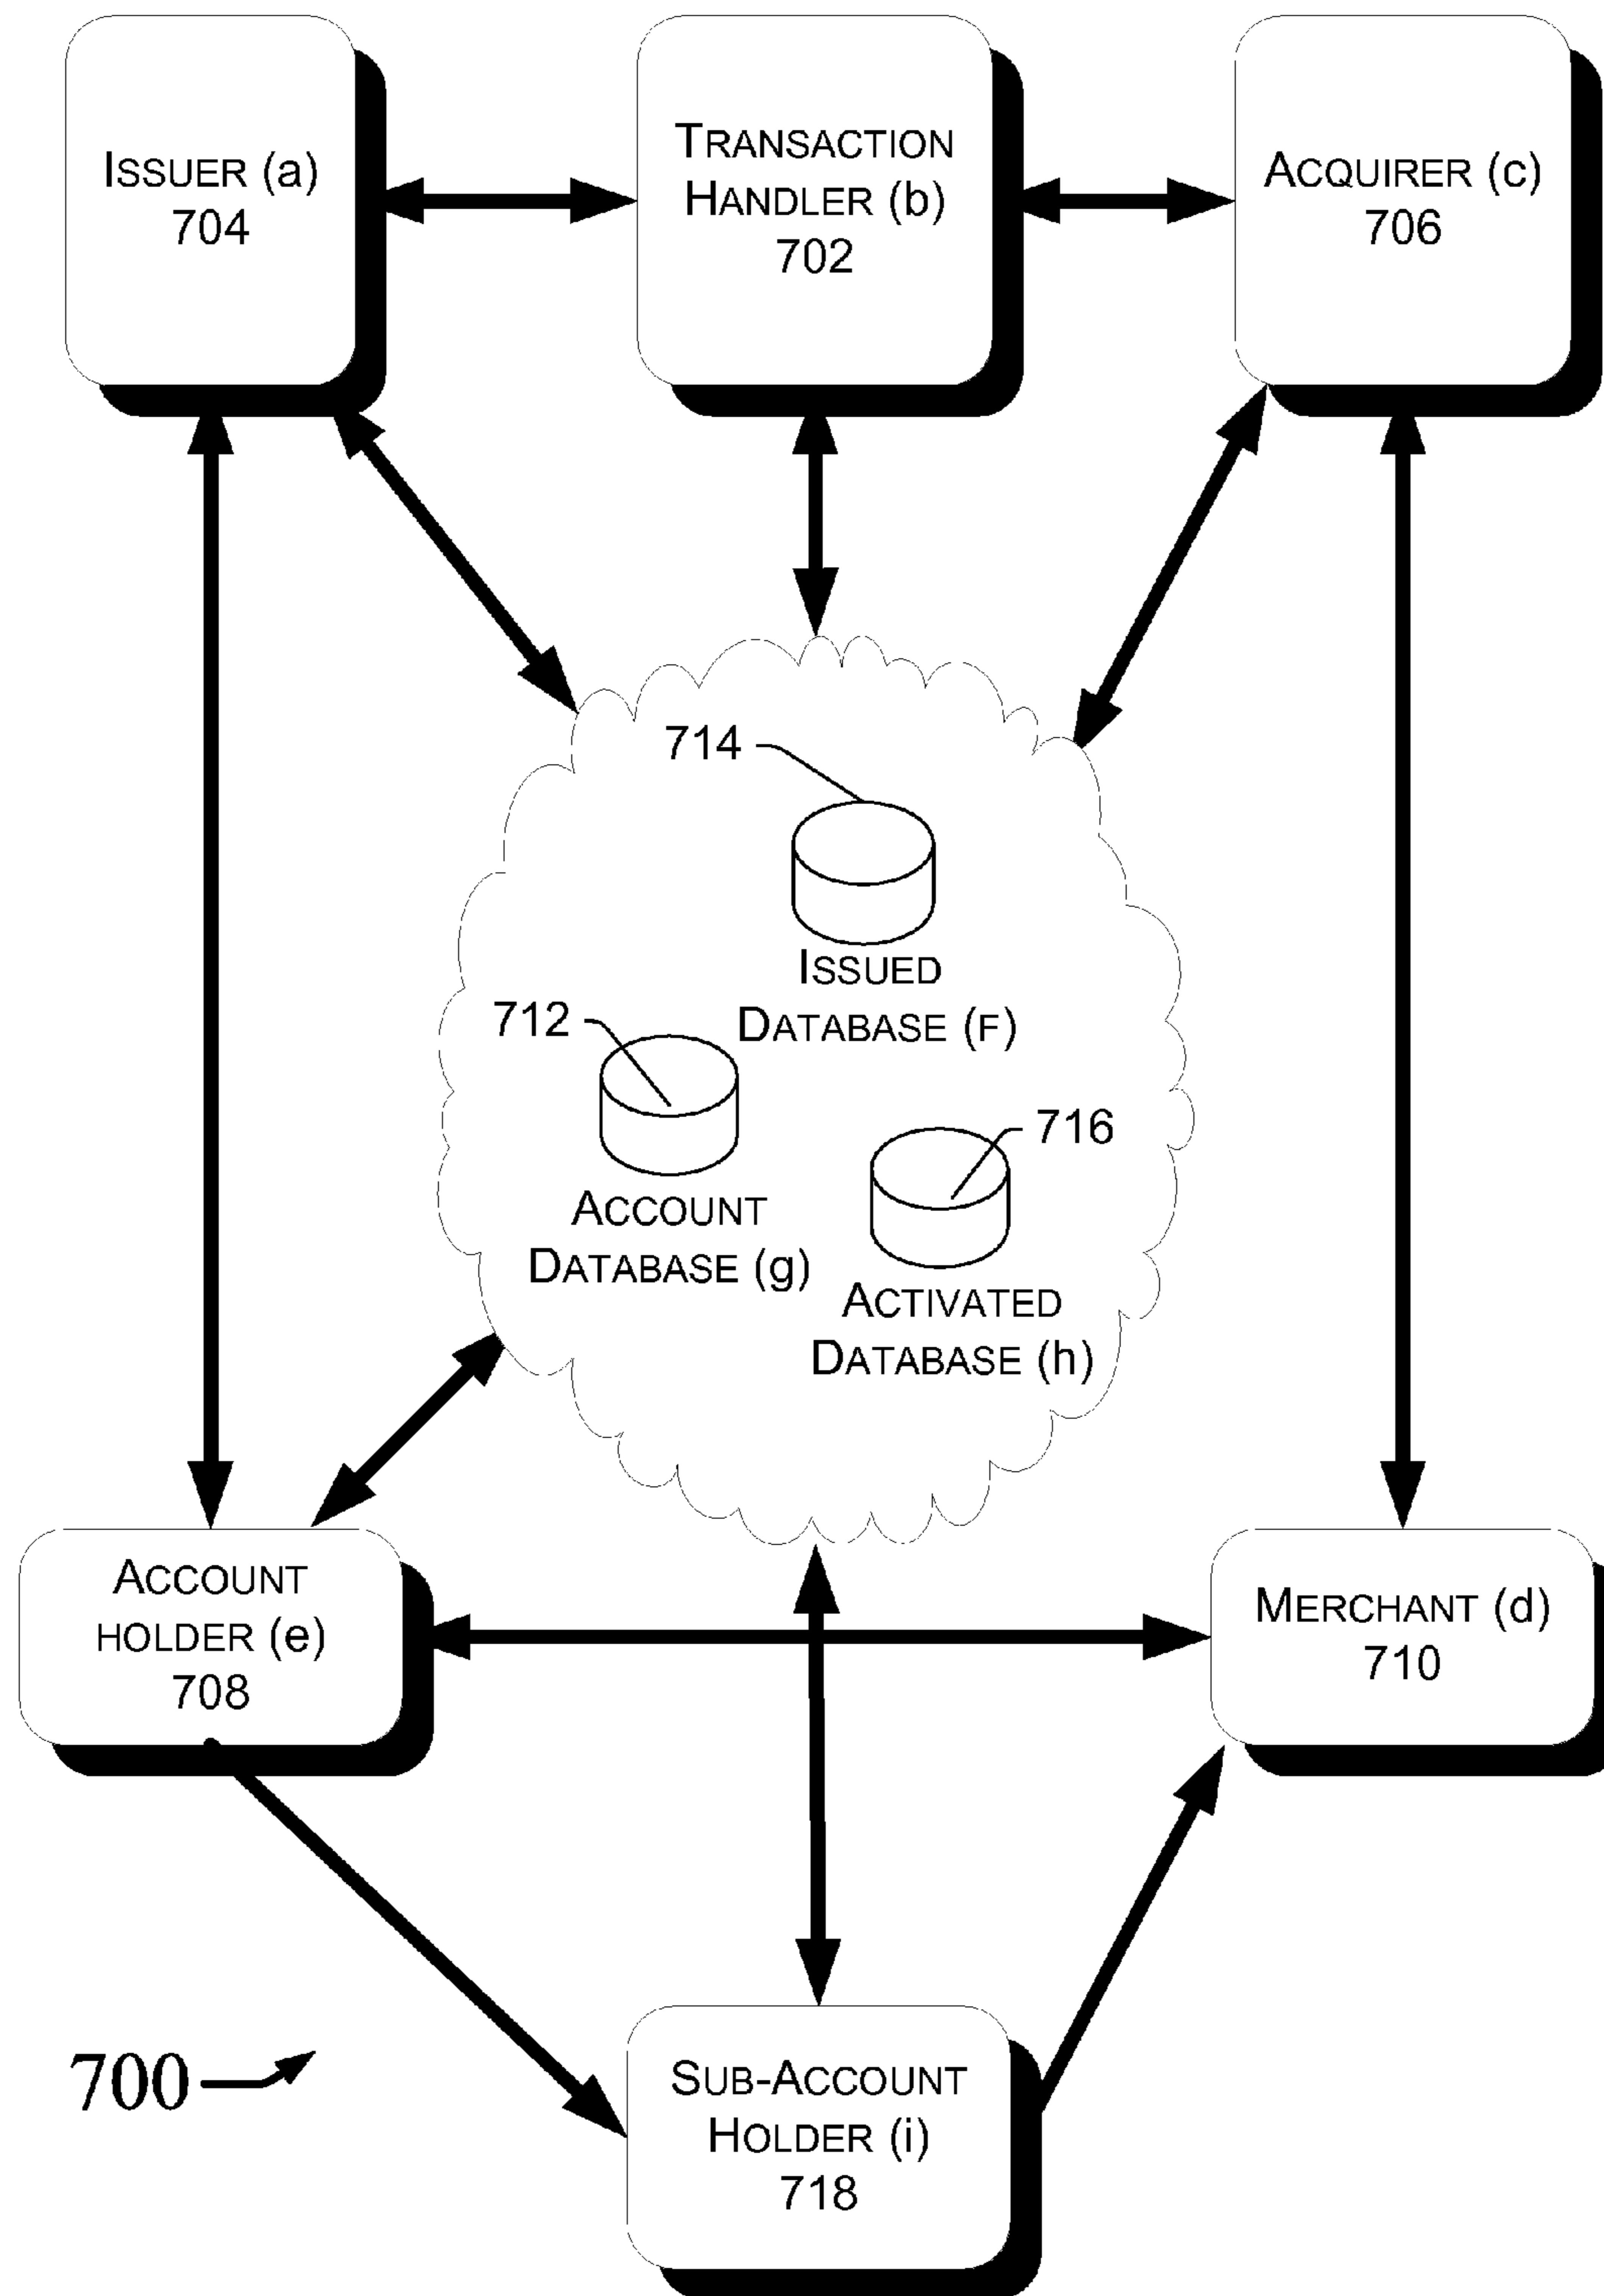 ISSUER (a)
704
TRANSACTION
HANDLER (b)
702
ACQUIRER (c)
706
714
ISSUED
DATABASE (F)
712
ACCOUNT
DATABASE (g)
716
ACTIVATED
DATABASE (h)
ACCOUNT
HOLDER (e)
708
MERCHANT (d)
710
700
SUB-ACCOUNT
HOLDER (i)
718